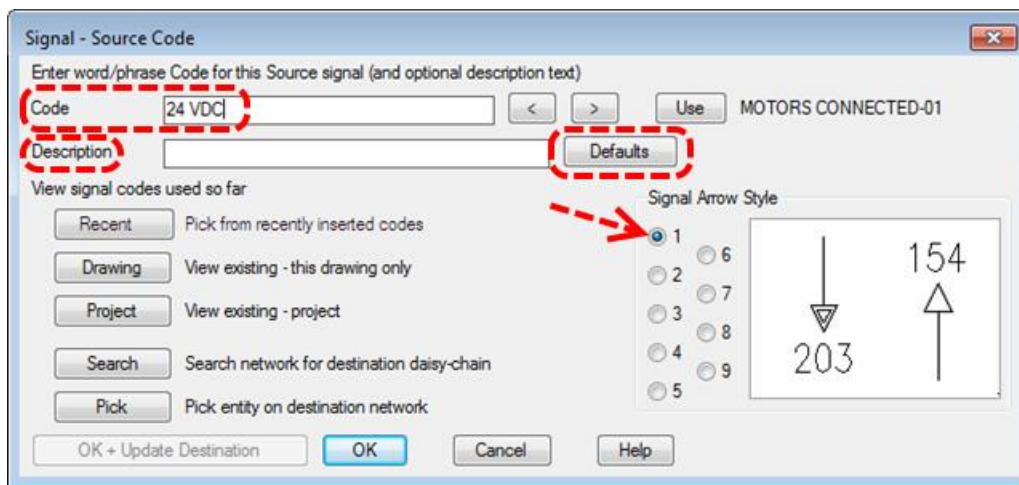 Signal - Source Code
Enter word/phrase Code for this Source signal (and optional description text)
Code 24 VDC < > Use MOTORS CONNECTED-01
Description Defaults
View signal codes used so far
Signal Arrow Style
Recent Pick from recently inserted codes
Drawing View existing - this drawing only
Project View existing - project
Search Search network for destination daisy-chain
Pick Pick entity on destination network
1
2
3
4
5
6
7
8
9
203
154
OK + Update Destination OK Cancel Help